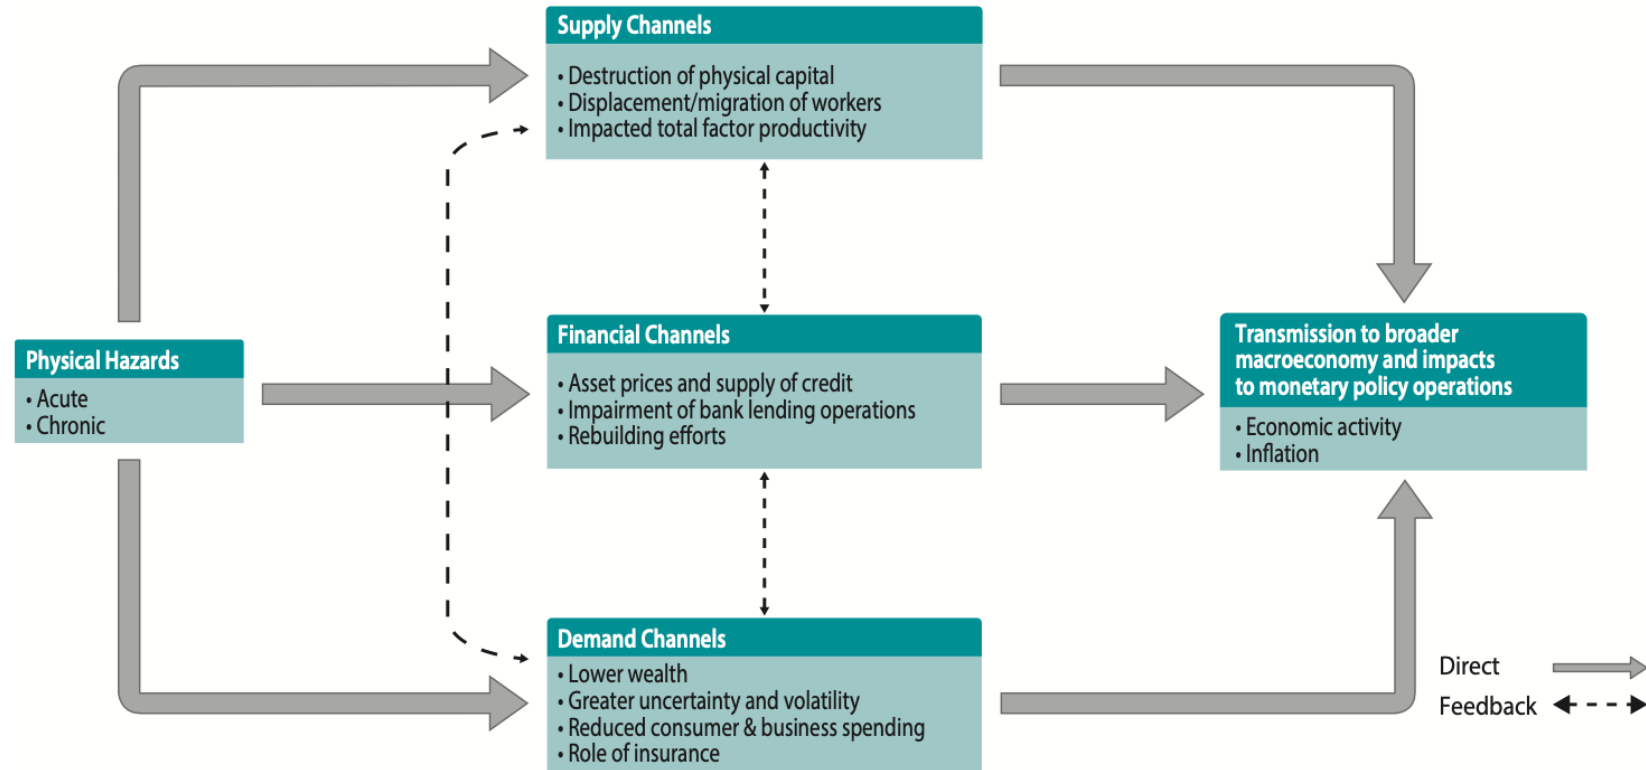 Supply Channels
• Destruction of physical capital
• Displacement/migration of workers
• Impacted total factor productivity
Physical Hazards
• Acute
• Chronic
Financial Channels
• Asset prices and supply of credit
• Impairment of bank lending operations
• Rebuilding efforts
Transmission to broader
macroeconomy and impacts
to monetary policy operations
• Economic activity
• Inflation
Demand Channels
• Lower wealth
• Greater uncertainty and volatility
• Reduced consumer & business spending
• Role of insurance
Direct
Feedback